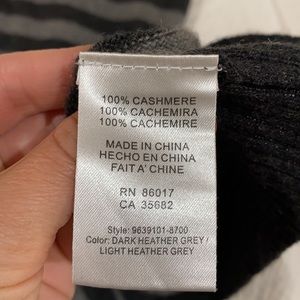 100% CASHMERE
100% CACHEMIRA
100% CACHEMIRE
MADE IN CHINA
HECHO EN CHINA
FAIT A' CHINE
RN 86017
CA 35682
Style: 9639101-8700
Color: DARK HEATHER GREY /
LIGHT HEATHER GREY